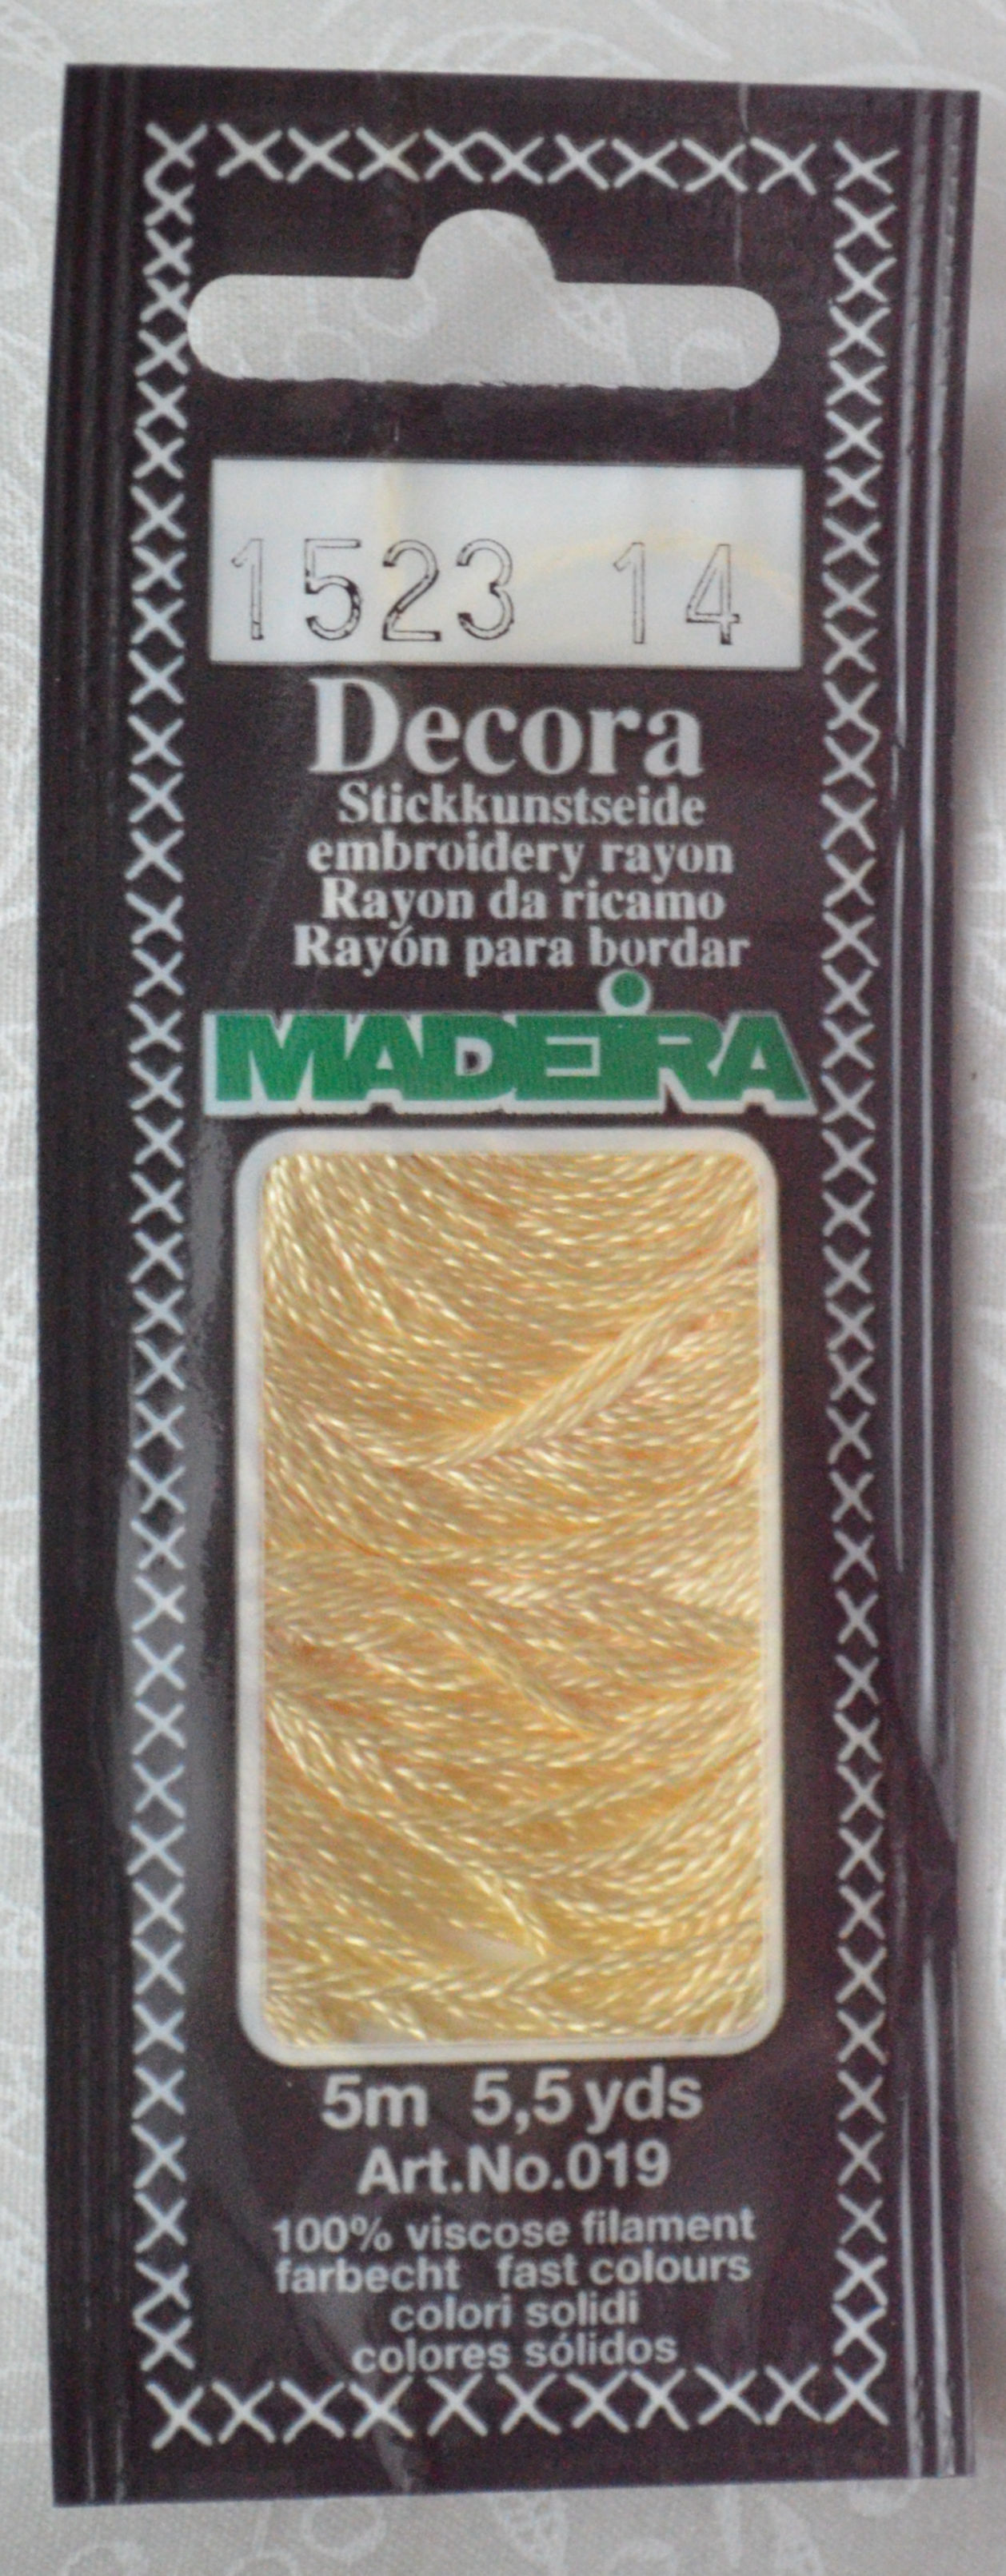 1523 14
Decora
Stickkunstseide
embroidery rayon
Rayon da ricamo
Rayón para bordar
MADEIRA
5m 5,5 yds
Art.No.019
100% viscose filament
farbecht fast colours
colori solidi
colores sólidos